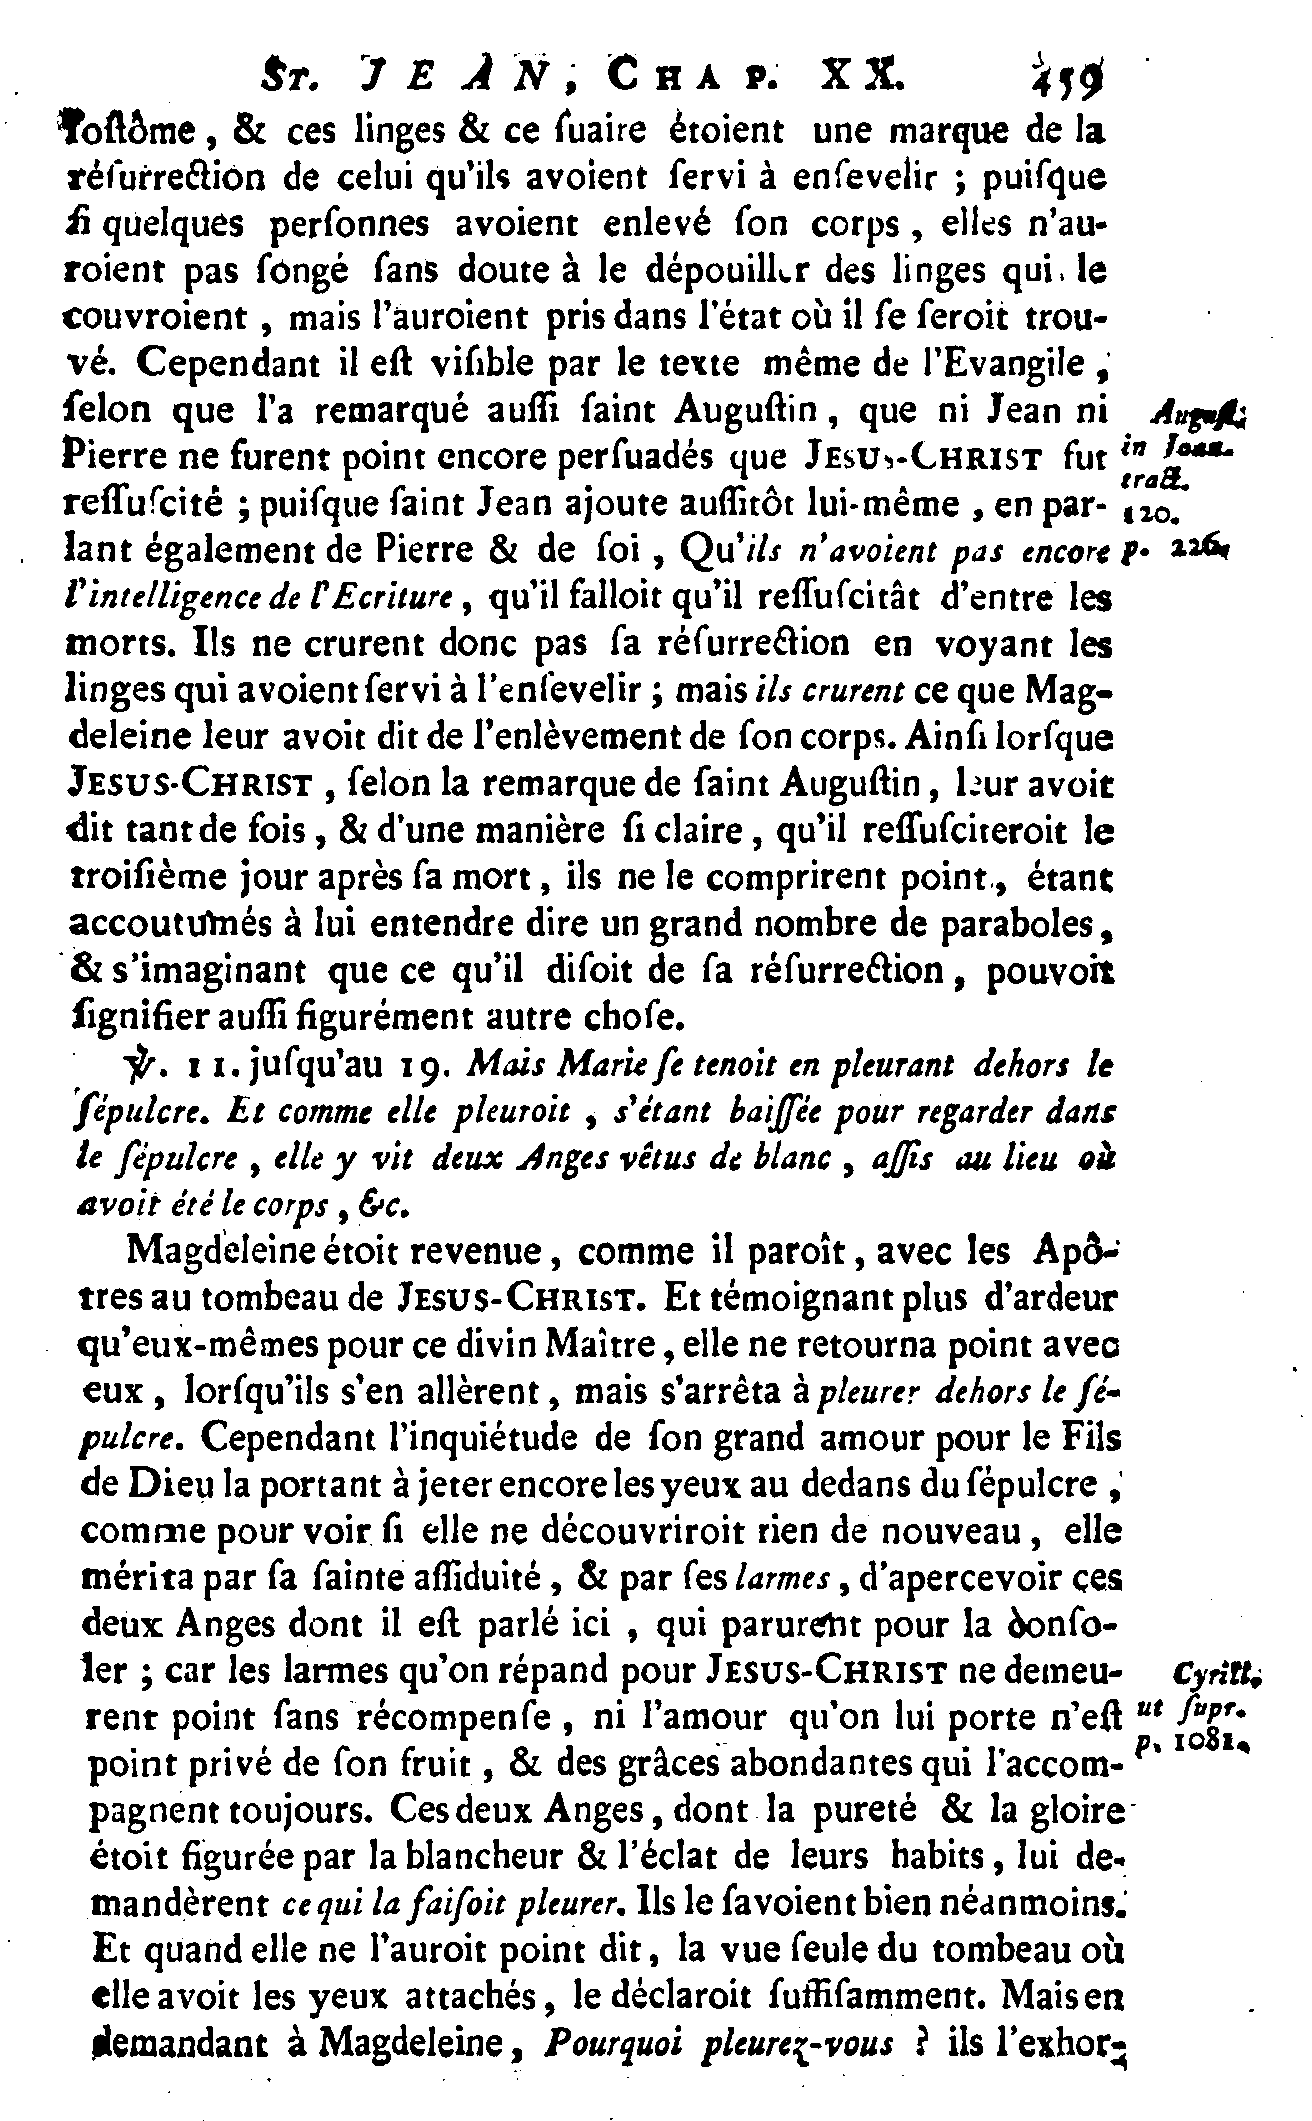 St. JEAN, CHAP. XX. 459
ſoſtôme, & ces linges & ce ſuaire étoient une marque de la
réſurrection de celui qu'ils avoient ſervi à enſevelir ; puiſque
ſi quelques perſonnes avoient enlevé ſon corps, elles n'au-
roient pas ſongé ſans doute à le dépouiller des linges qui le
couvroient, mais l'auroient pris dans l'état où il ſe ſeroit trou-
vé. Cependant il eſt viſible par le texte même de l'Evangile,
ſelon que l'a remarqué auſſi ſaint Auguſtin, que ni Jean ni
Pierre ne furent point encore perſuadés que JESUS-CHRIST fut
reſſuſcité ; puiſque ſaint Jean ajoute auſſitôt lui-même, en par-
lant également de Pierre & de ſoi, Qu'ils n'avoient pas encore
l'intelligence de l'Ecriture, qu'il falloit qu'il reſſuſcitât d'entre les
morts. Ils ne crurent donc pas ſa réſurrection en voyant les
linges qui avoient ſervi à l'enſevelir ; mais ils crurent ce que Mag-
deleine leur avoit dit de l'enlèvement de ſon corps. Ainſi lorſque
JESUS-CHRIST, ſelon la remarque de ſaint Auguſtin, leur avoit
dit tant de fois, & d'une manière ſi claire, qu'il reſſuſciteroit le
troiſième jour après ſa mort, ils ne le comprirent point, étant
accoutumés à lui entendre dire un grand nombre de paraboles,
& s'imaginant que ce qu'il diſoit de ſa réſurrection, pouvoit
ſignifier auſſi figurément autre choſe.
℣. 11. juſqu'au 19. Mais Marie ſe tenoit en pleurant dehors le
ſépulcre. Et comme elle pleuroit, s'étant baiſſée pour regarder dans
le ſépulcre, elle y vit deux Anges vêtus de blanc, aſſis au lieu où
avoit été le corps, &c.
Magdeleine étoit revenue, comme il paroît, avec les Apô-
tres au tombeau de JESUS-CHRIST. Et témoignant plus d'ardeur
qu'eux-mêmes pour ce divin Maître, elle ne retourna point avec
eux, lorſqu'ils s'en allèrent, mais s'arrêta à pleurer dehors le ſé-
pulcre. Cependant l'inquiétude de ſon grand amour pour le Fils
de Dieu la portant à jeter encore les yeux au dedans du ſépulcre,
comme pour voir ſi elle ne découvriroit rien de nouveau, elle
mérita par ſa ſainte aſſiduité, & par ſes larmes, d'apercevoir ces
deux Anges dont il eſt parlé ici, qui parurent pour la conſo-
ler ; car les larmes qu'on répand pour JESUS-CHRIST ne demeu-
rent point ſans récompenſe, ni l'amour qu'on lui porte n'eſt
point privé de ſon fruit, & des grâces abondantes qui l'accom-
pagnent toujours. Ces deux Anges, dont la pureté & la gloire
étoit figurée par la blancheur & l'éclat de leurs habits, lui de-
mandèrent ce qui la faiſoit pleurer. Ils le ſavoient bien néanmoins.
Et quand elle ne l'auroit point dit, la vue ſeule du tombeau où
elle avoit les yeux attachés, le déclaroit ſuffiſamment. Mais en
demandant à Magdeleine, Pourquoi pleurez-vous ? ils l'exhor-
Auguſt.
in Joan.
tract.
120.
p. 226.
Cyrill.
ut ſupr.
p. 1081.